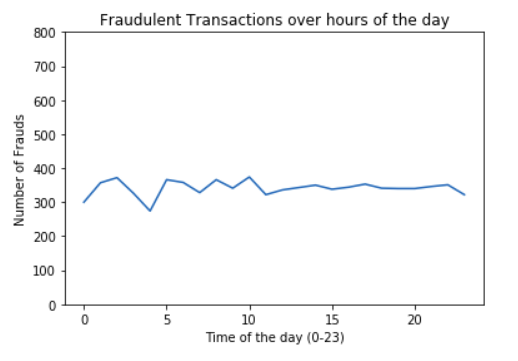 Fraudulent Transactions over hours of the day
800
700
600
500
400
300
200
100
0
Number of Frauds
0 5 10 15 20
Time of the day (0-23)